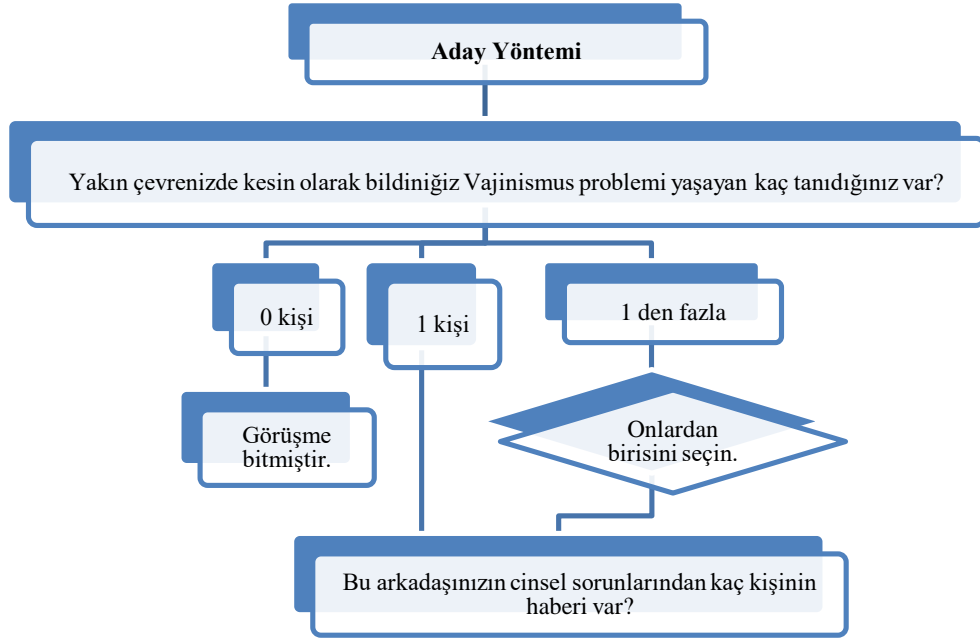 Aday Yöntemi
Yakın çevrenizde kesin olarak bildiniğiz Vajinismus problemi yaşayan kaç tanıdığınız var?
0 kişi
1 kişi
1 den fazla
Görüşme
bitmiştir.
Onlardan
birisini seçin.
Bu arkadaşınızın cinsel sorunlarından kaç kişinin
haberi var?